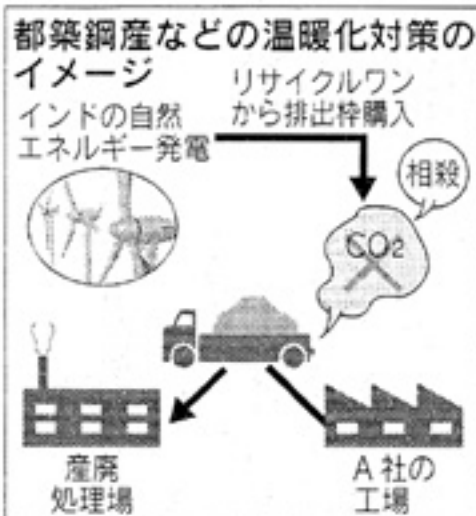 都築鋼産などの温暖化対策の
イメージ
インドの自然
エネルギー発電
リサイクルワン
から排出枠購入
相殺
CO₂
産廃
処理場
A社の
工場